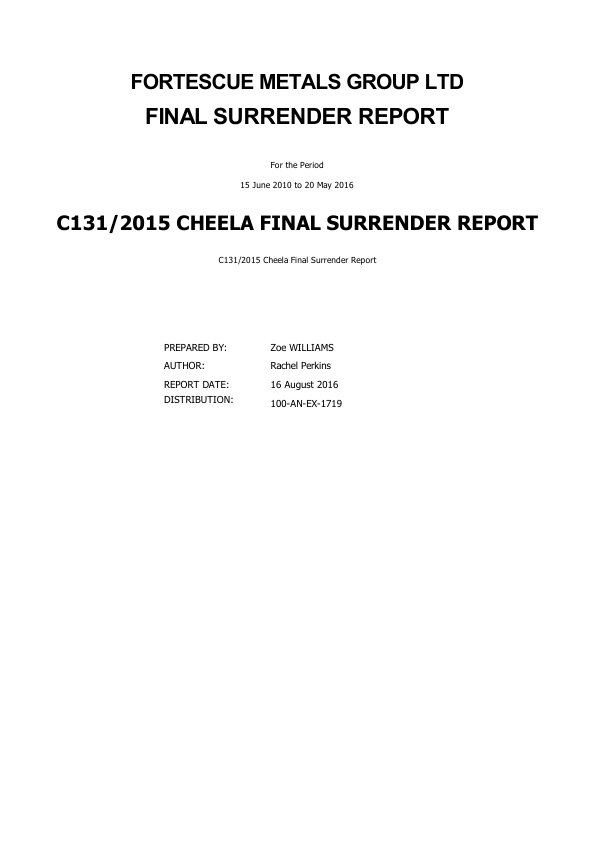 FORTESCUE METALS GROUP LTD
FINAL SURRENDER REPORT
For the Period
15 June 2010 to 20 May 2016
C131/2015 CHEELA FINAL SURRENDER REPORT
C131/2015 Cheela Final Surrender Report
PREPARED BY: Zoe WILLIAMS
AUTHOR: Rachel Perkins
REPORT DATE: 16 August 2016
DISTRIBUTION: 100-AN-EX-1719